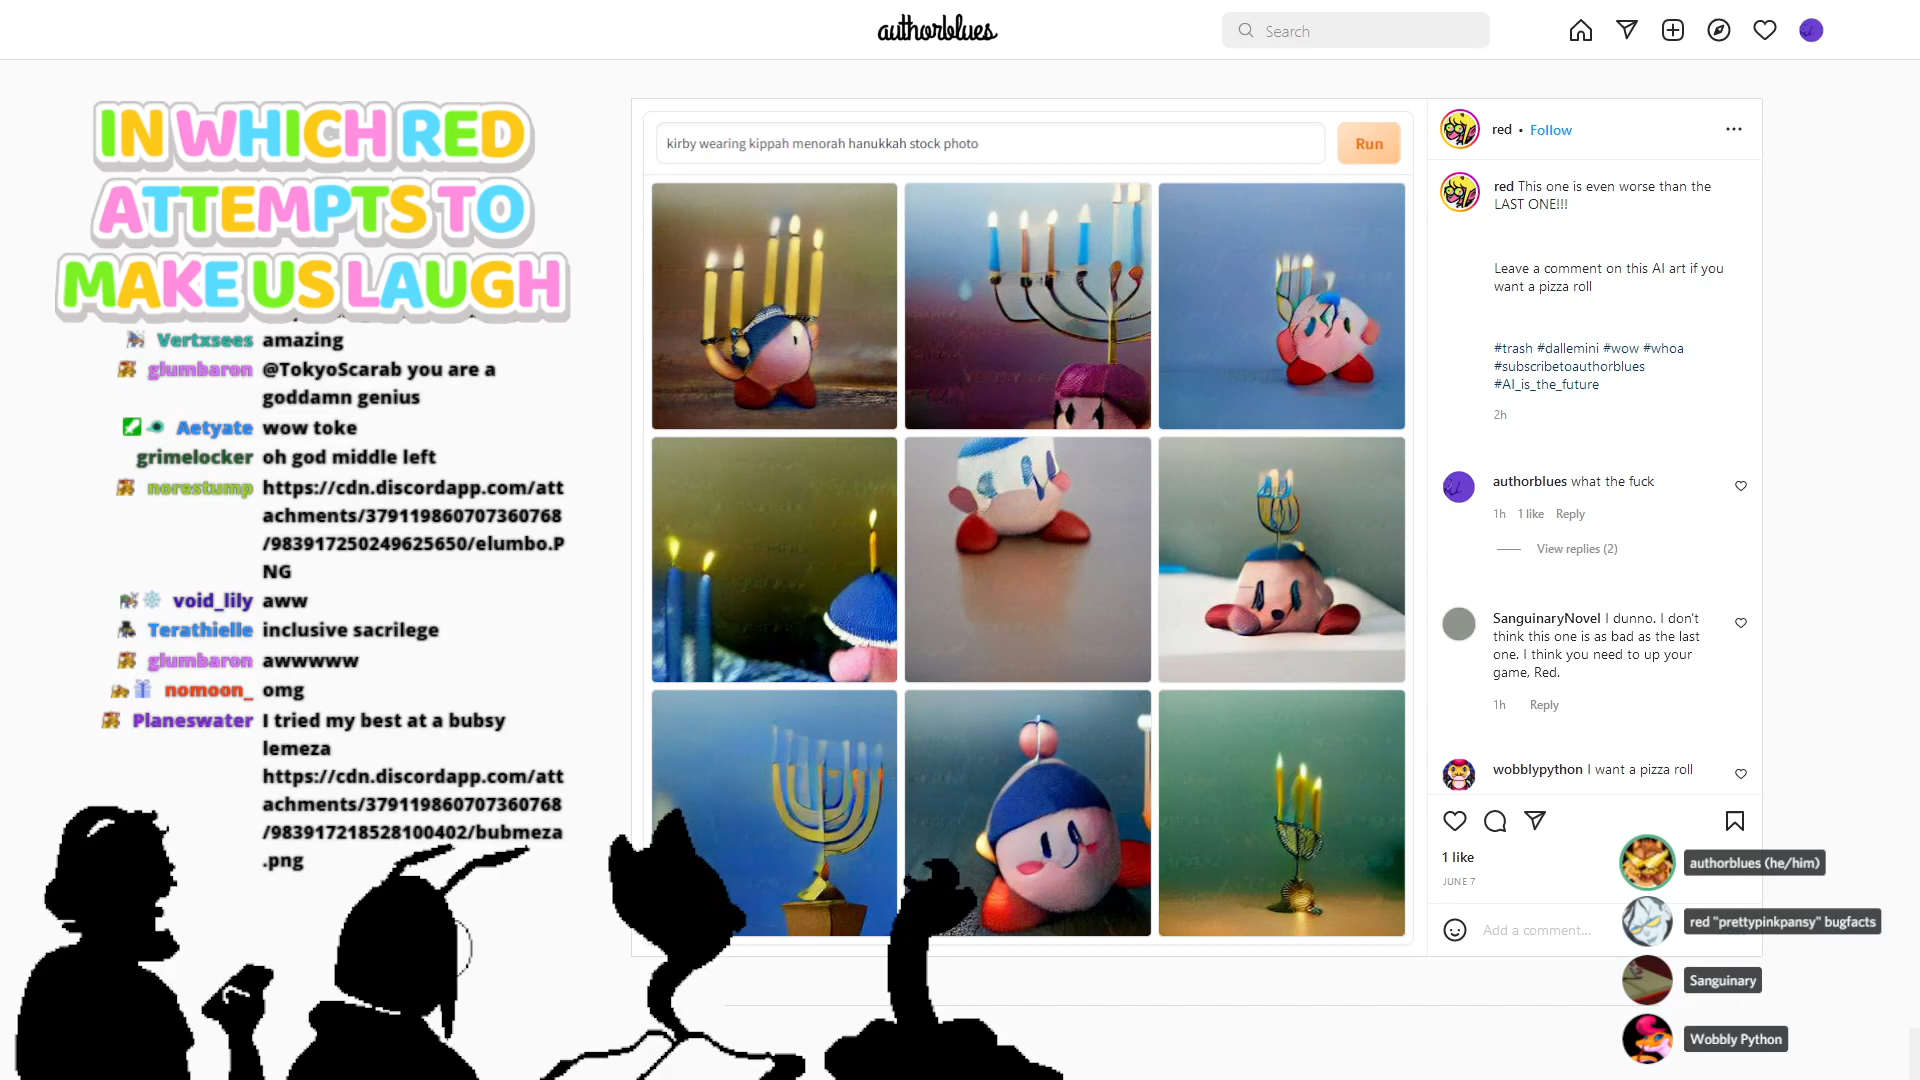 authorblues
Search
IN WHICH RED
ATTEMPTS TO
MAKE US LAUGH
Vertxsees amazing
glumbaron @TokyoScarab you are a
goddamn genius
Aetyate wow toke
grimelocker oh god middle left
norestump https://cdn.discordapp.com/att
achments/379119860707360768
/983917250249625650/elumbo.P
NG
void_lily aww
Terathielle inclusive sacrilege
glumbaron awwwww
nomoon_ omg
Planeswater I tried my best at a bubsy
lemeza
https://cdn.discordapp.com/att
achments/379119860707360768
/983917218528100402/bubmeza
.png
kirby wearing kippah menorah hanukkah stock photo
Run
red • Follow
red This one is even worse than the
LAST ONE!!!
Leave a comment on this AI art if you
want a pizza roll
#trash #dallemini #wow #whoa
#subscribetoauthorblues
#AI_is_the_future
2h
authorblues what the fuck
1h 1 like Reply
View replies (2)
SanguinaryNovel I dunno. I don't
think this one is as bad as the last
one. I think you need to up your
game, Red.
1h Reply
wobblypython I want a pizza roll
1 like
JUNE 7
Add a comment...
authorblues (he/him)
red "prettypinkpansy" bugfacts
Sanguinary
Wobbly Python